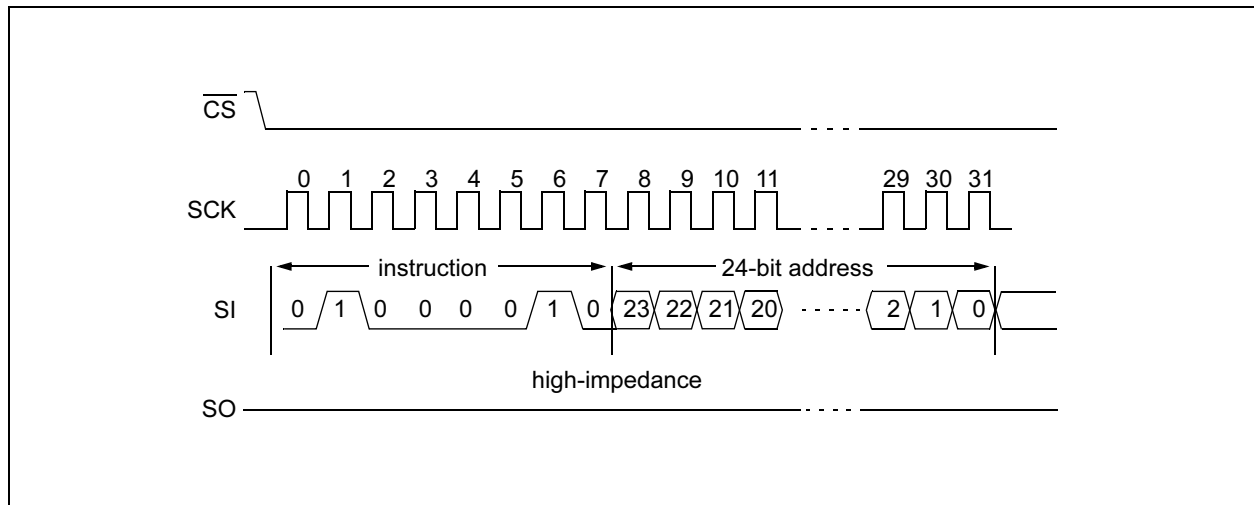 CS
0 1 2 3 4 5 6 7 8 9 10 11 29 30 31
SCK
instruction 24-bit address
SI 0 1 0 0 0 0 1 0 23 22 21 20 2 1 0
high-impedance
SO